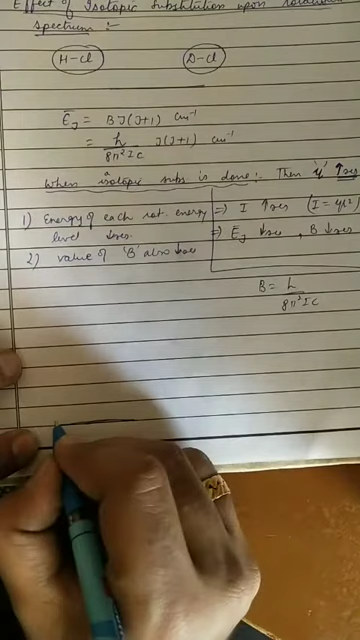 Effect of Isotopic Substitution upon rotational
spectrum :-
H-Cl D-Cl
E̅J = BJ(J+1) cm⁻¹
= h/8π²Ic J(J+1) cm⁻¹
When isotopic subs. is done :- Then 'μ' ↑ses
1) Energy of each rot. energy
level ↓ses
2) value of 'B' also ↓ses
=) I ↑ses (I = μr²)
=) EJ ↓ses , B ↓ses
B = h/8π²Ic